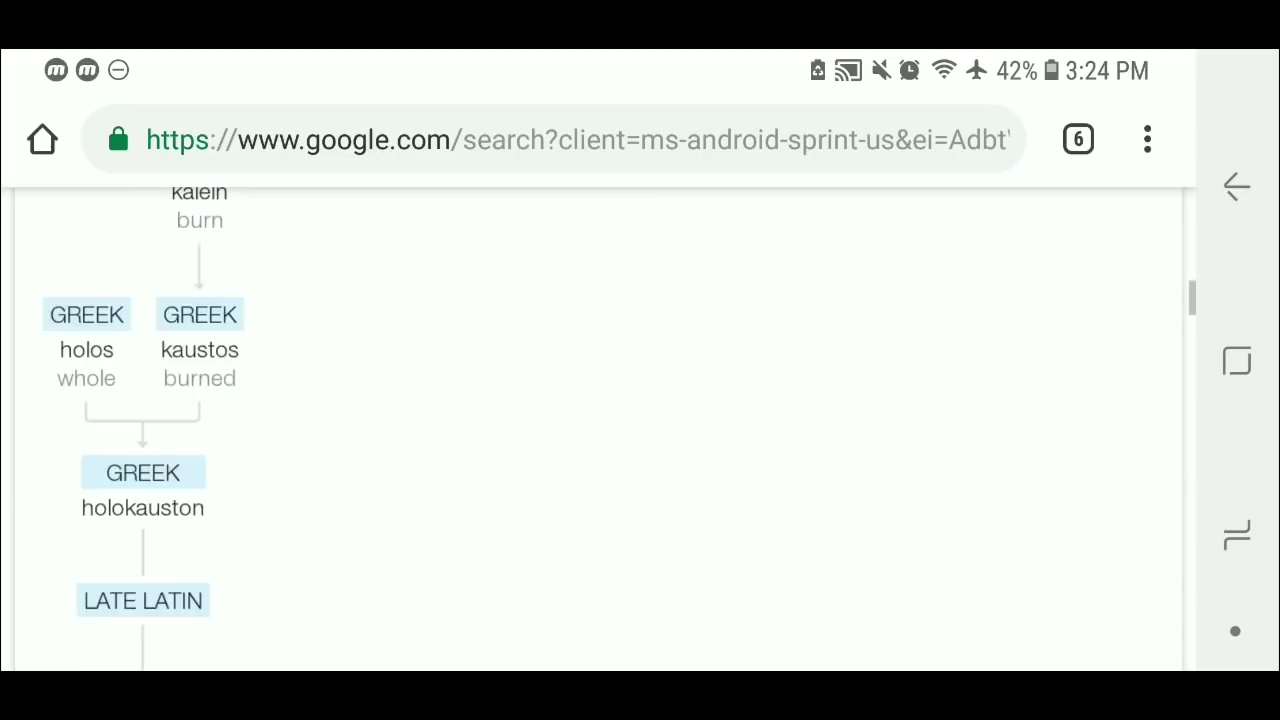 42% 3:24 PM
https://www.google.com/search?client=ms-android-sprint-us&ei=Adbt
6
kaiein
burn
GREEK GREEK
holos kaustos
whole burned
GREEK
holokauston
LATE LATIN